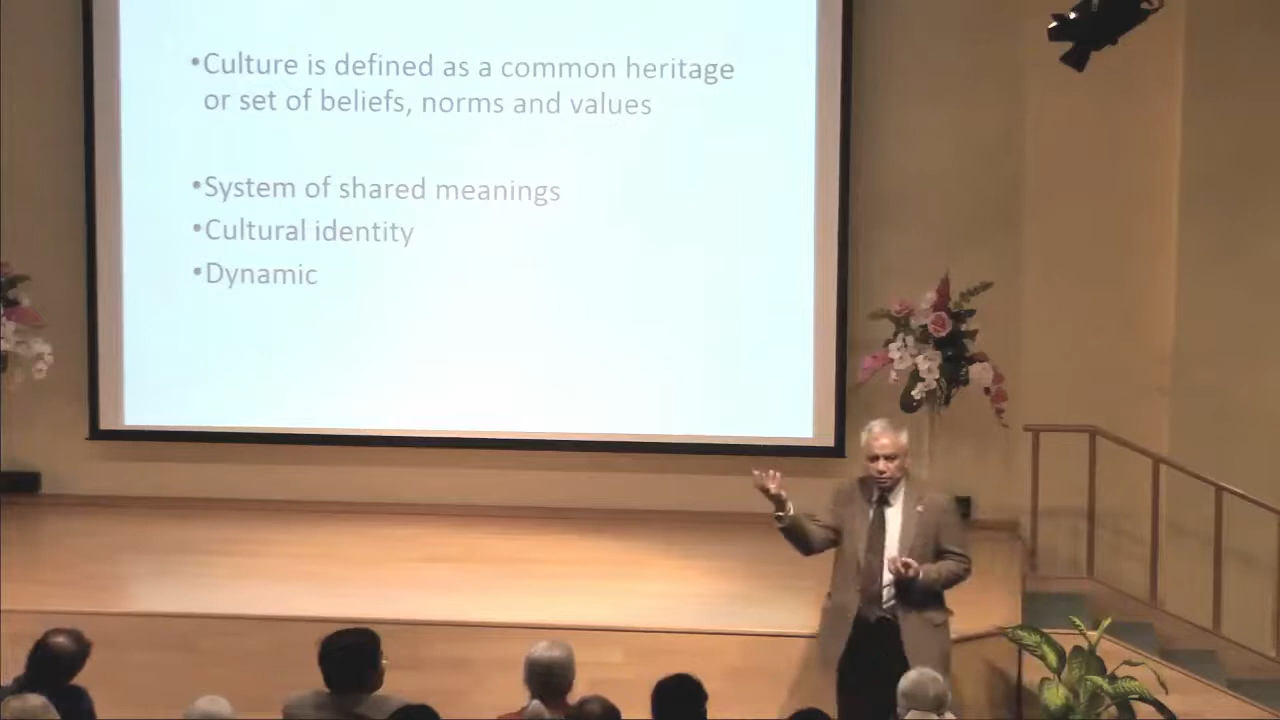 •Culture is defined as a common heritage
or set of beliefs, norms and values
•System of shared meanings
•Cultural identity
•Dynamic